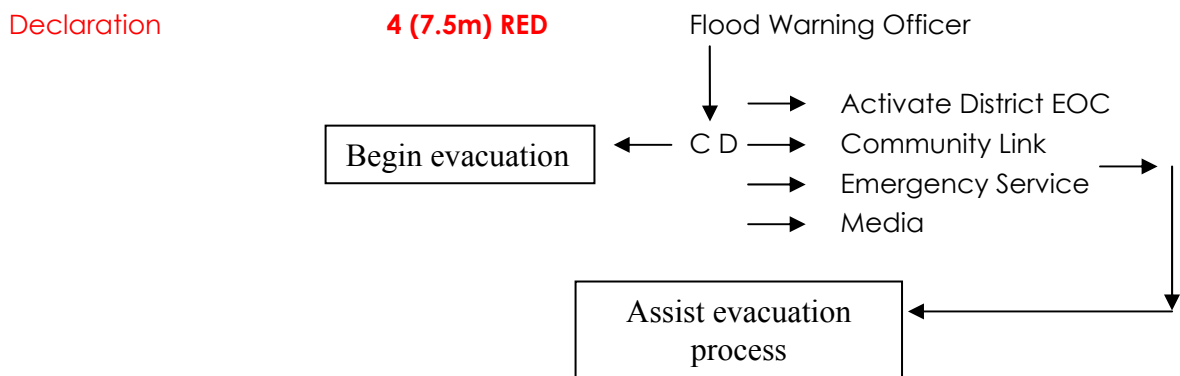 Declaration 4 (7.5m) RED Flood Warning Officer
Activate District EOC
Begin evacuation C D Community Link
Emergency Service
Media
Assist evacuation
process